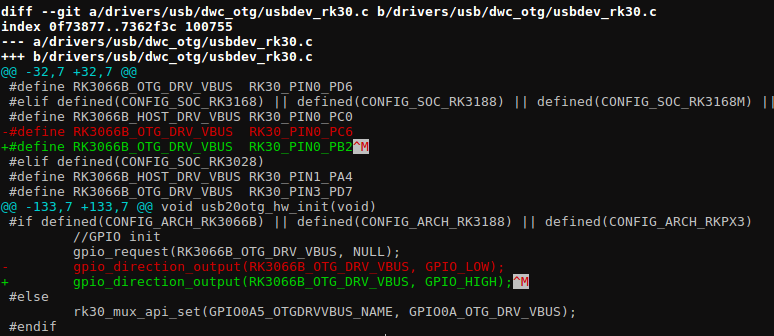 diff --git a/drivers/usb/dwc_otg/usbdev_rk30.c b/drivers/usb/dwc_otg/usbdev_rk30.c
index 0f73877..7362f3c 100755
--- a/drivers/usb/dwc_otg/usbdev_rk30.c
+++ b/drivers/usb/dwc_otg/usbdev_rk30.c
@@ -32,7 +32,7 @@
 #define RK3066B_OTG_DRV_VBUS  RK30_PIN0_PD6
 #elif defined(CONFIG_SOC_RK3168) || defined(CONFIG_SOC_RK3188) || defined(CONFIG_SOC_RK3168M) ||
 #define RK3066B_HOST_DRV_VBUS RK30_PIN0_PC0
-#define RK3066B_OTG_DRV_VBUS  RK30_PIN0_PC6
+#define RK3066B_OTG_DRV_VBUS  RK30_PIN0_PB2^M
 #elif defined(CONFIG_SOC_RK3028)
 #define RK3066B_HOST_DRV_VBUS RK30_PIN1_PA4
 #define RK3066B_OTG_DRV_VBUS  RK30_PIN3_PD7
@@ -133,7 +133,7 @@ void usb20otg_hw_init(void)
 #if defined(CONFIG_ARCH_RK3066B) || defined(CONFIG_ARCH_RK3188) || defined(CONFIG_ARCH_RKPX3)
         //GPIO init
         gpio_request(RK3066B_OTG_DRV_VBUS, NULL);
-        gpio_direction_output(RK3066B_OTG_DRV_VBUS, GPIO_LOW);
+        gpio_direction_output(RK3066B_OTG_DRV_VBUS, GPIO_HIGH);^M
 #else
         rk30_mux_api_set(GPIO0A5_OTGDRVVBUS_NAME, GPIO0A_OTG_DRV_VBUS);
 #endif